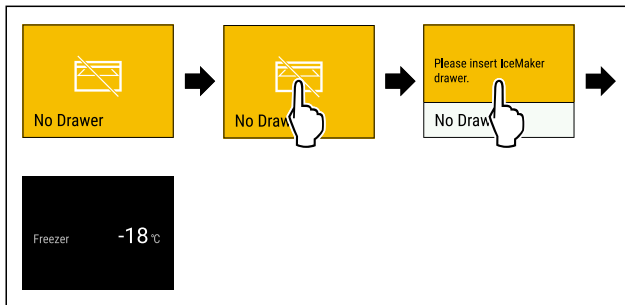 No Drawer
No Draw
Please insert IceMaker
drawer.
No Draw
Freezer
-18 °C